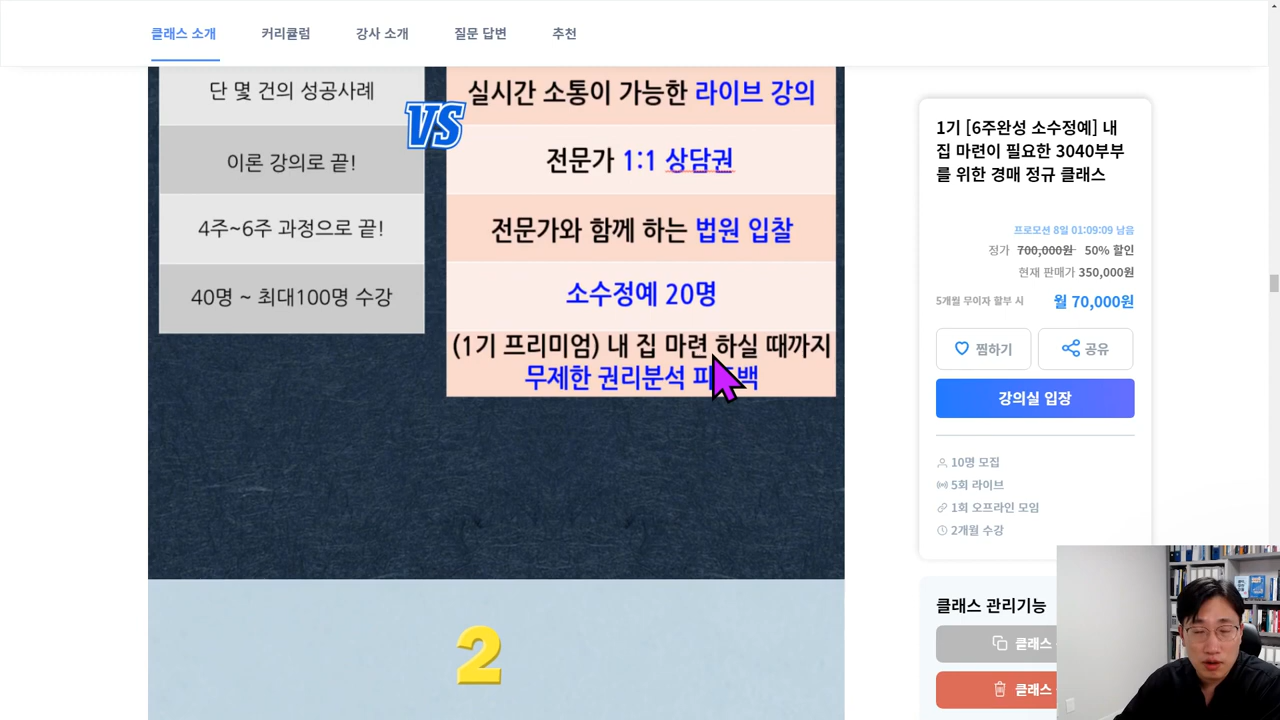 클래스 소개
커리큘럼
강사 소개
질문 답변
추천
단 몇 건의 성공사례
이론 강의로 끝!
4주~6주 과정으로 끝!
40명 ~ 최대100명 수강
VS
실시간 소통이 가능한 라이브 강의
전문가 1:1 상담권
전문가와 함께 하는 법원 입찰
소수정예 20명
(1기 프리미엄) 내 집 마련 하실 때까지
무제한 권리분석
2
1기 [6주완성 소수정예] 내
집 마련이 필요한 3040부부
를 위한 경매 정규 클래스
프로모션 8일 01:09:09 남음
정가 700,000원 50% 할인
현재 판매가 350,000원
5개월 무이자 할부 시 월 70,000원
찜하기
공유
강의실 입장
10명 모집
5회 라이브
1회 오프라인 모임
2개월 수강
클래스 관리기능
클래스
클래스